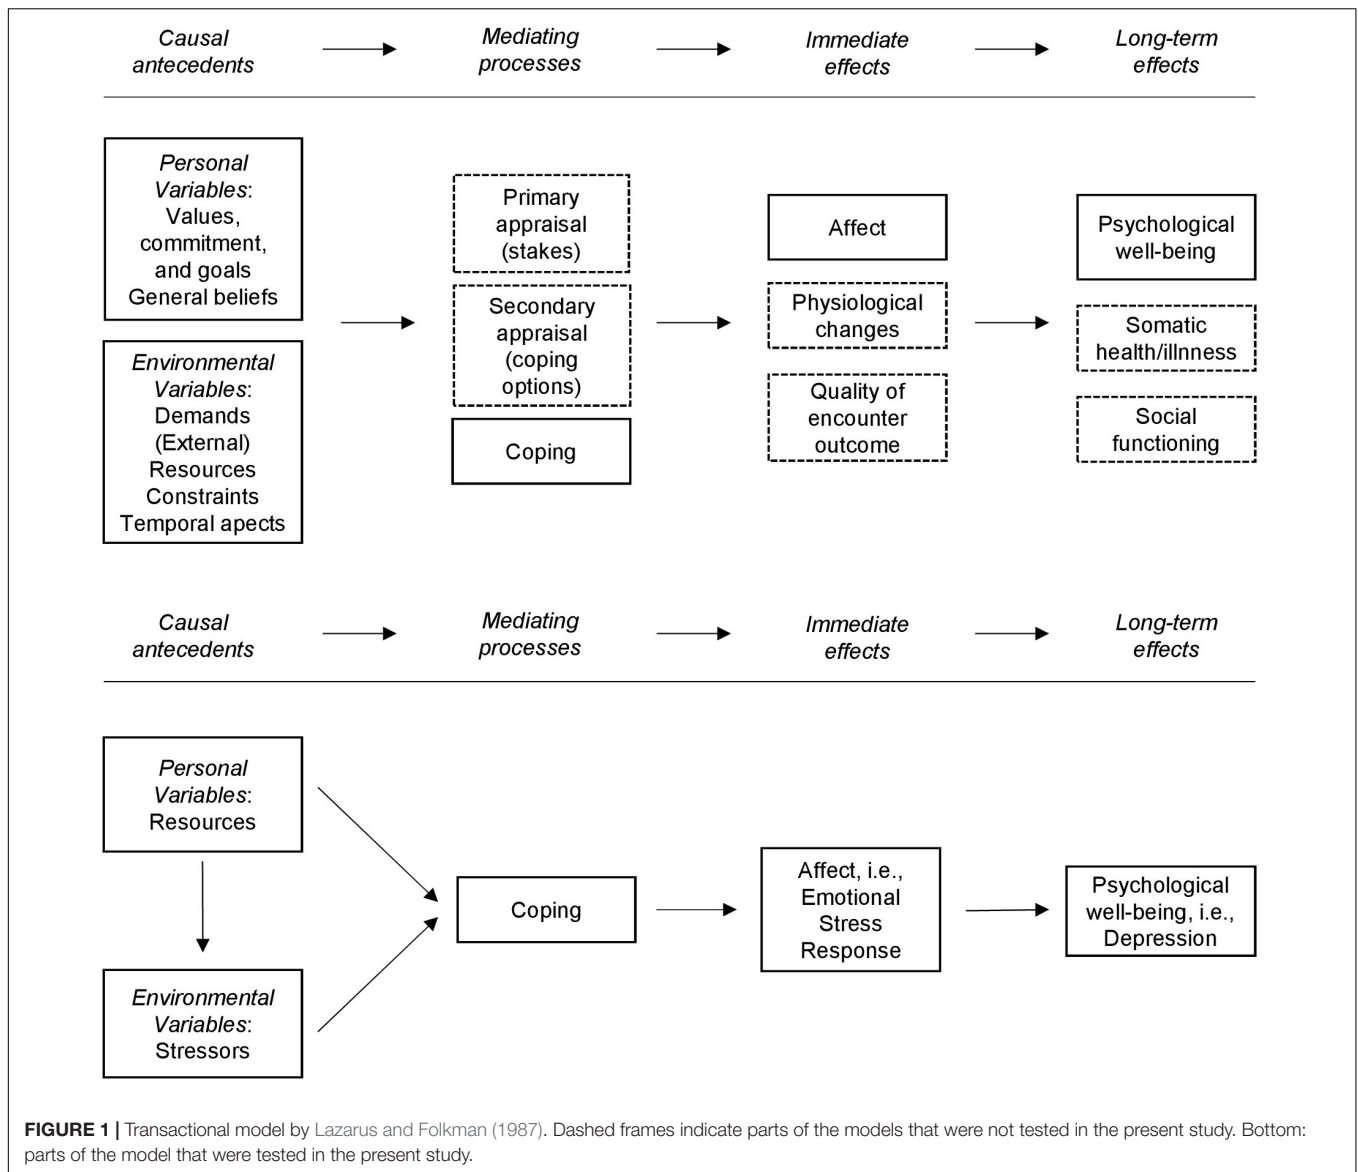 Causal
antecedents
Mediating
processes
Immediate
effects
Long-term
effects
Personal
Variables:
Values,
commitment,
and goals
General beliefs
Environmental
Variables:
Demands
(External)
Resources
Constraints
Temporal apects
Primary
appraisal
(stakes)
Secondary
appraisal
(coping
options)
Coping
Affect
Physiological
changes
Quality of
encounter
outcome
Psychological
well-being
Somatic
health/illnness
Social
functioning
Causal
antecedents
Mediating
processes
Immediate
effects
Long-term
effects
Personal
Variables:
Resources
Environmental
Variables:
Stressors
Coping
Affect, i.e.,
Emotional
Stress
Response
Psychological
well-being, i.e.,
Depression
FIGURE 1 | Transactional model by Lazarus and Folkman (1987). Dashed frames indicate parts of the models that were not tested in the present study. Bottom:
parts of the model that were tested in the present study.